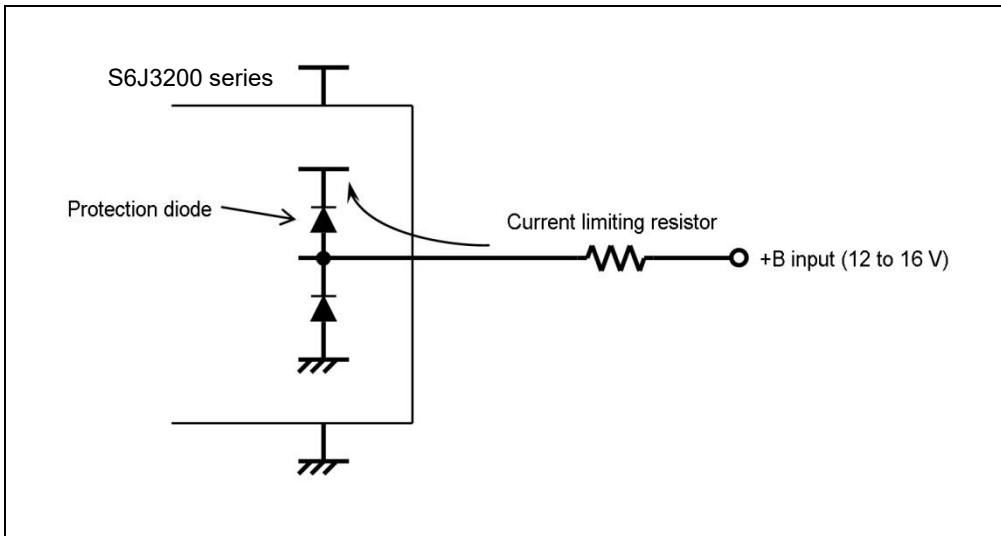 S6J3200 series
Protection diode
Current limiting resistor
+B input (12 to 16 V)